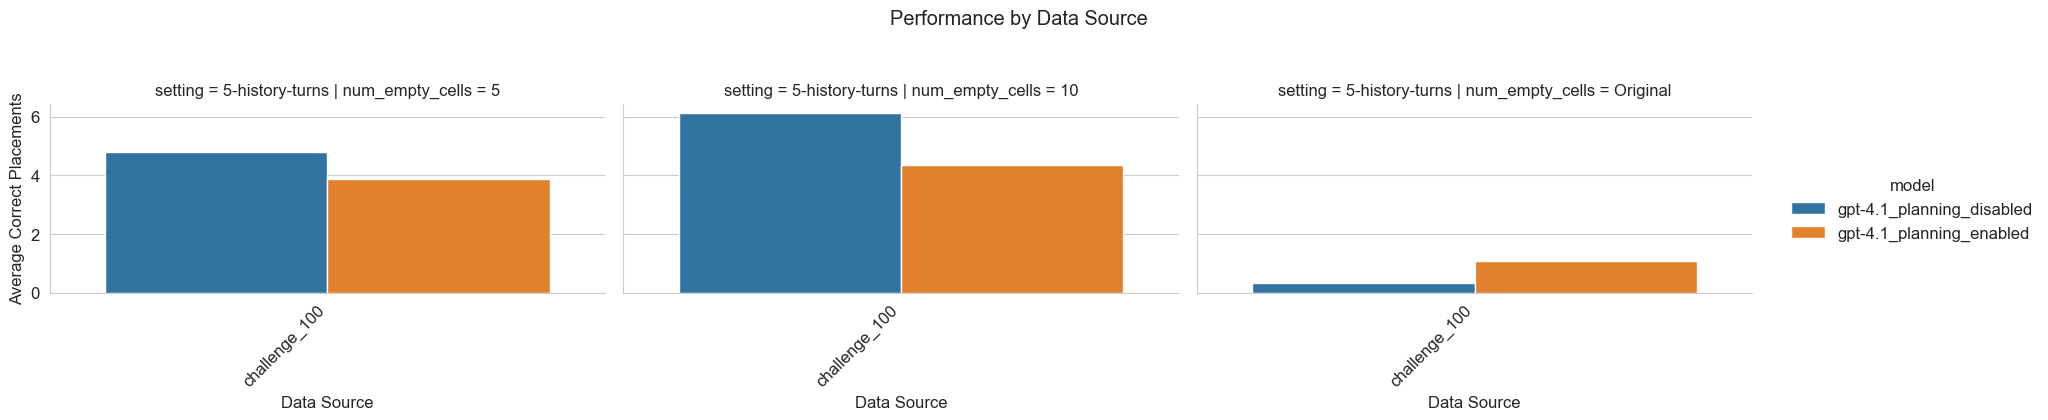 Performance by Data Source
setting = 5-history-turns | num_empty_cells = 5
setting = 5-history-turns | num_empty_cells = 10
setting = 5-history-turns | num_empty_cells = Original
Average Correct Placements
6
4
2
0
challenge_100
challenge_100
challenge_100
Data Source
Data Source
Data Source
model
gpt-4.1_planning_disabled
gpt-4.1_planning_enabled